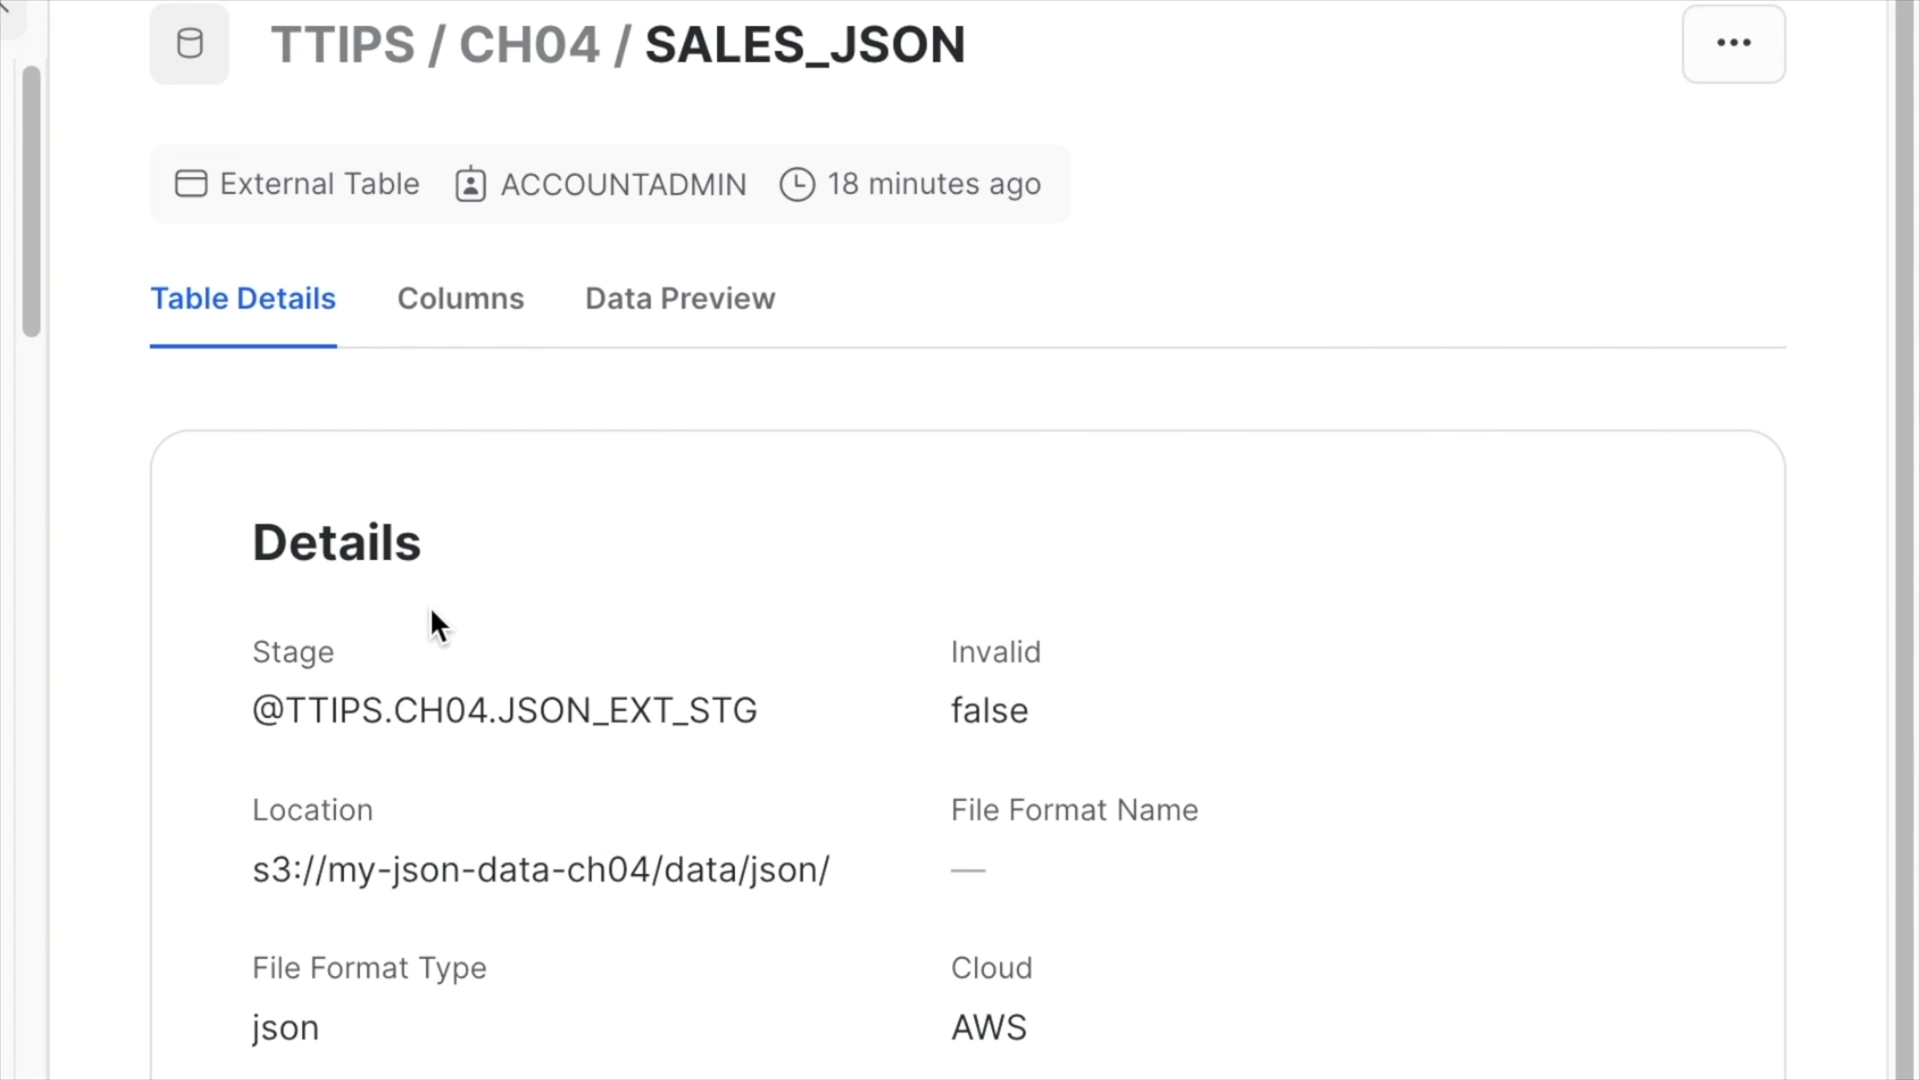 TTIPS / CH04 / SALES_JSON
External Table ACCOUNTADMIN 18 minutes ago
Table Details Columns Data Preview
Details
Stage Invalid
@TTIPS.CH04.JSON_EXT_STG false
Location File Format Name
s3://my-json-data-ch04/data/json/ —
File Format Type Cloud
json AWS